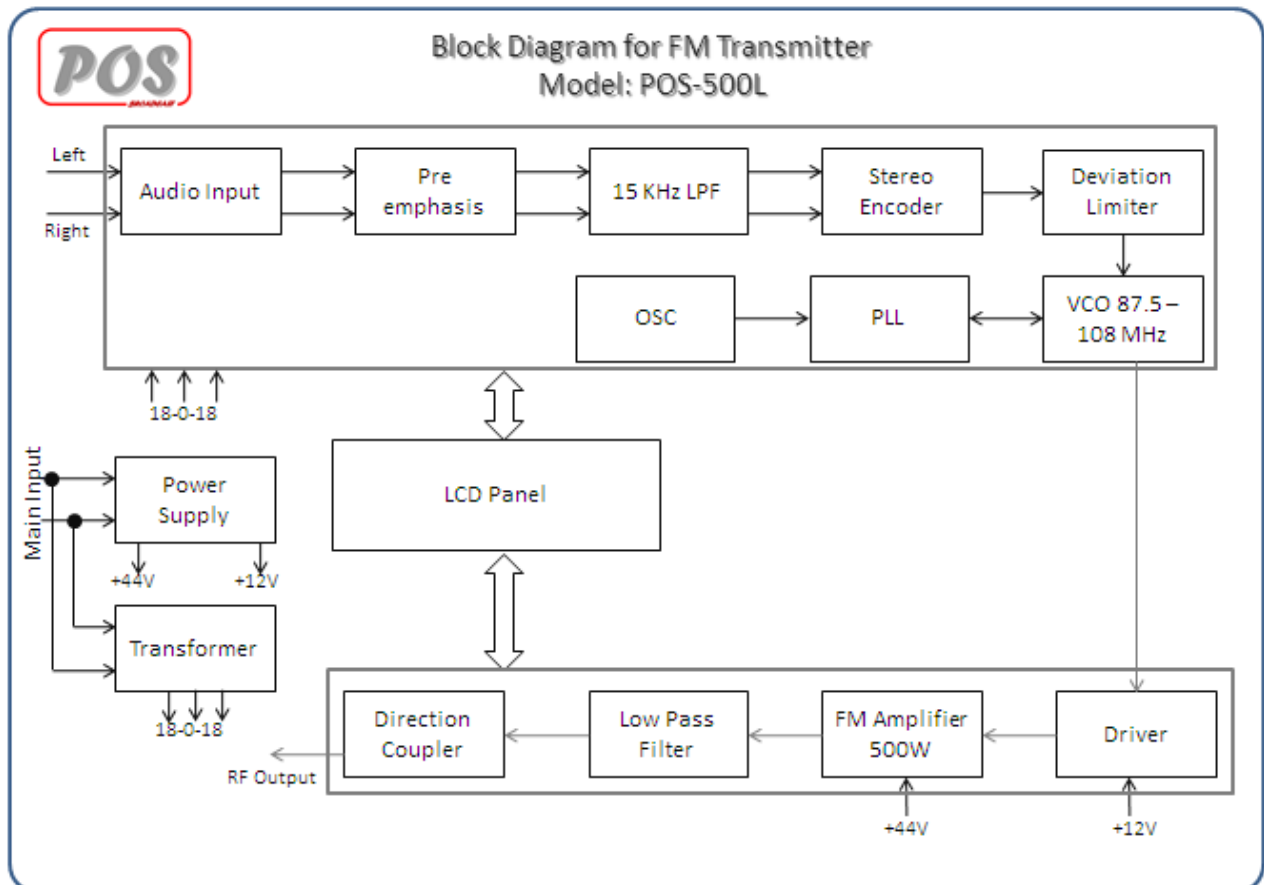 POS
BROADCAST
Block Diagram for FM Transmitter
Model: POS-500L
Left
Right
Audio Input
Pre
emphasis
15 KHz LPF
Stereo
Encoder
Deviation
Limiter
OSC
PLL
VCO 87.5 –
108 MHz
18-0-18
Main Input
Power
Supply
+44V
+12V
LCD Panel
Transformer
18-0-18
Direction
Coupler
Low Pass
Filter
FM Amplifier
500W
Driver
RF Output
+44V
+12V